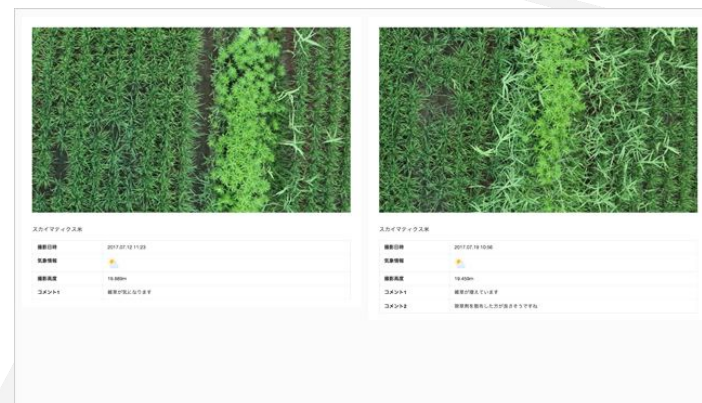 スカイマティクス米
撮影日時 2017.07.12 11:23
気象情報
撮影高度 19.989m
コメント1 雑草が気になります
スカイマティクス米
撮影日時 2017.07.19 10:56
気象情報
撮影高度 19.459m
コメント1 雑草が増えています
コメント2 除草剤を散布した方が良さそうですね